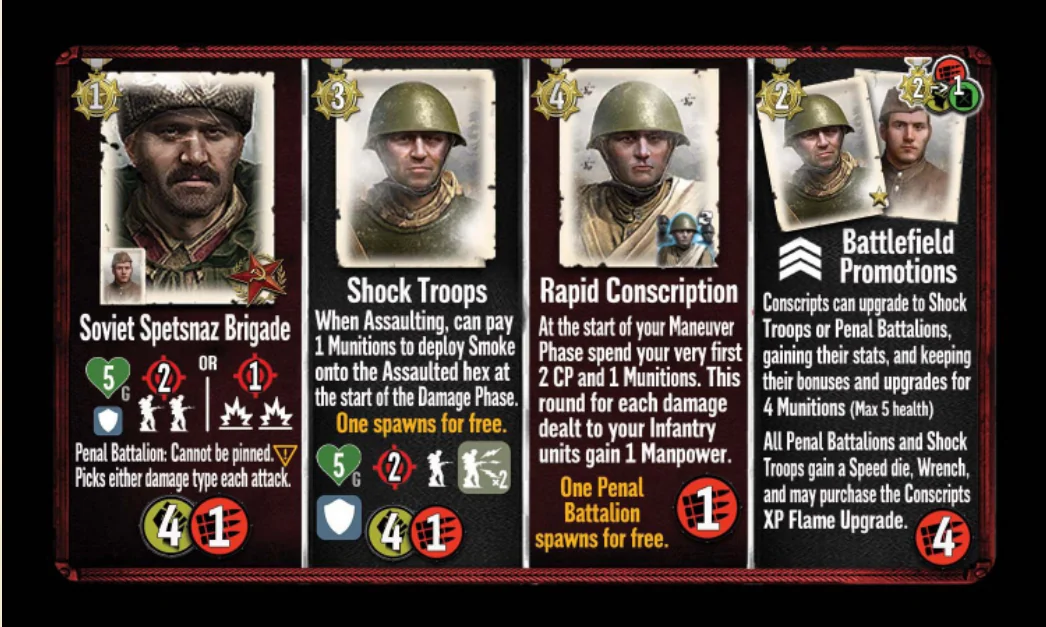 1
Soviet Spetsnaz Brigade
5 G 2 OR 1
Penal Battalion: Cannot be pinned.
Picks either damage type each attack.
4 1
3
Shock Troops
When Assaulting, can pay
1 Munitions to deploy Smoke
onto the Assaulted hex at
the start of the Damage Phase.
One spawns for free.
5 G 2 x2
4 1
4
Rapid Conscription
At the start of your Maneuver
Phase spend your very first
2 CP and 1 Munitions. This
round for each damage
dealt to your Infantry
units gain 1 Manpower.
One Penal
Battalion
spawns for free.
1
2
2 -> 1
Battlefield
Promotions
Conscripts can upgrade to Shock
Troops or Penal Battalions,
gaining their stats, and keeping
their bonuses and upgrades for
4 Munitions (Max 5 health)
All Penal Battalions and Shock
Troops gain a Speed die, Wrench,
and may purchase the Conscripts
XP Flame Upgrade.
4